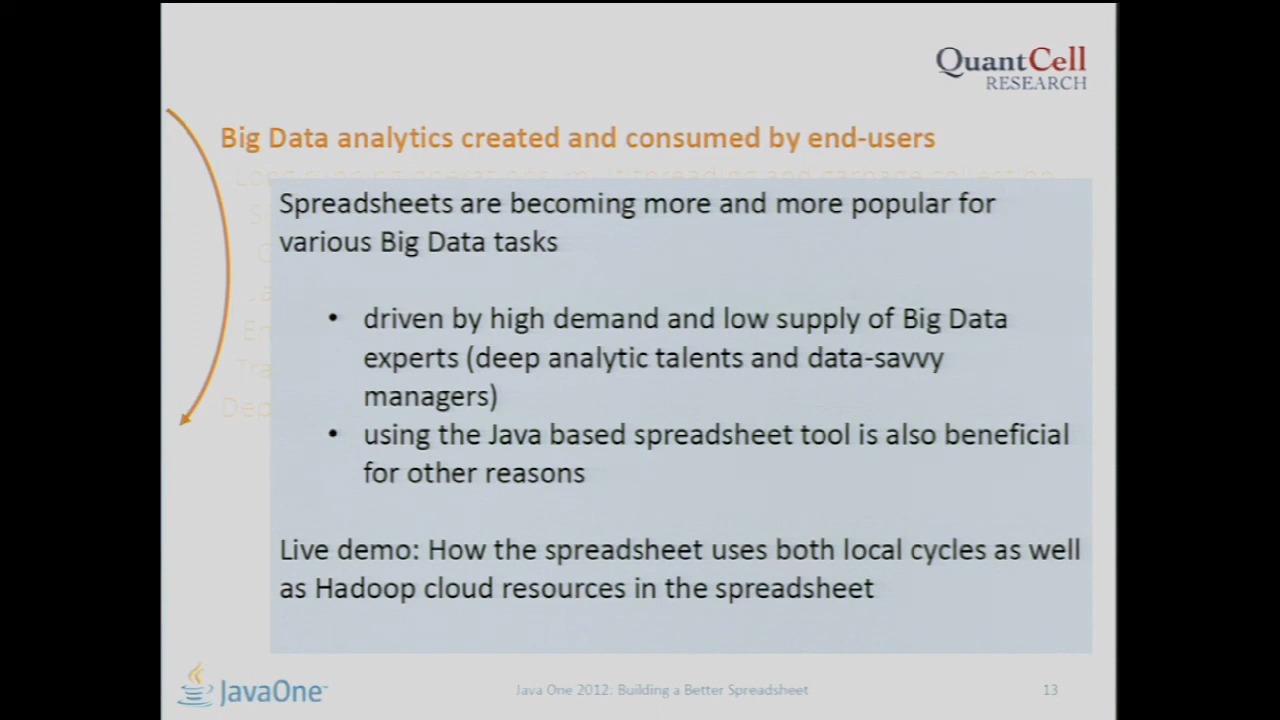 QuantCell
RESEARCH
Big Data analytics created and consumed by end-users
Spreadsheets are becoming more and more popular for
various Big Data tasks
• driven by high demand and low supply of Big Data
experts (deep analytic talents and data-savvy
managers)
• using the Java based spreadsheet tool is also beneficial
for other reasons
Live demo: How the spreadsheet uses both local cycles as well
as Hadoop cloud resources in the spreadsheet
JavaOne™
Java One 2012: Building a Better Spreadsheet
13